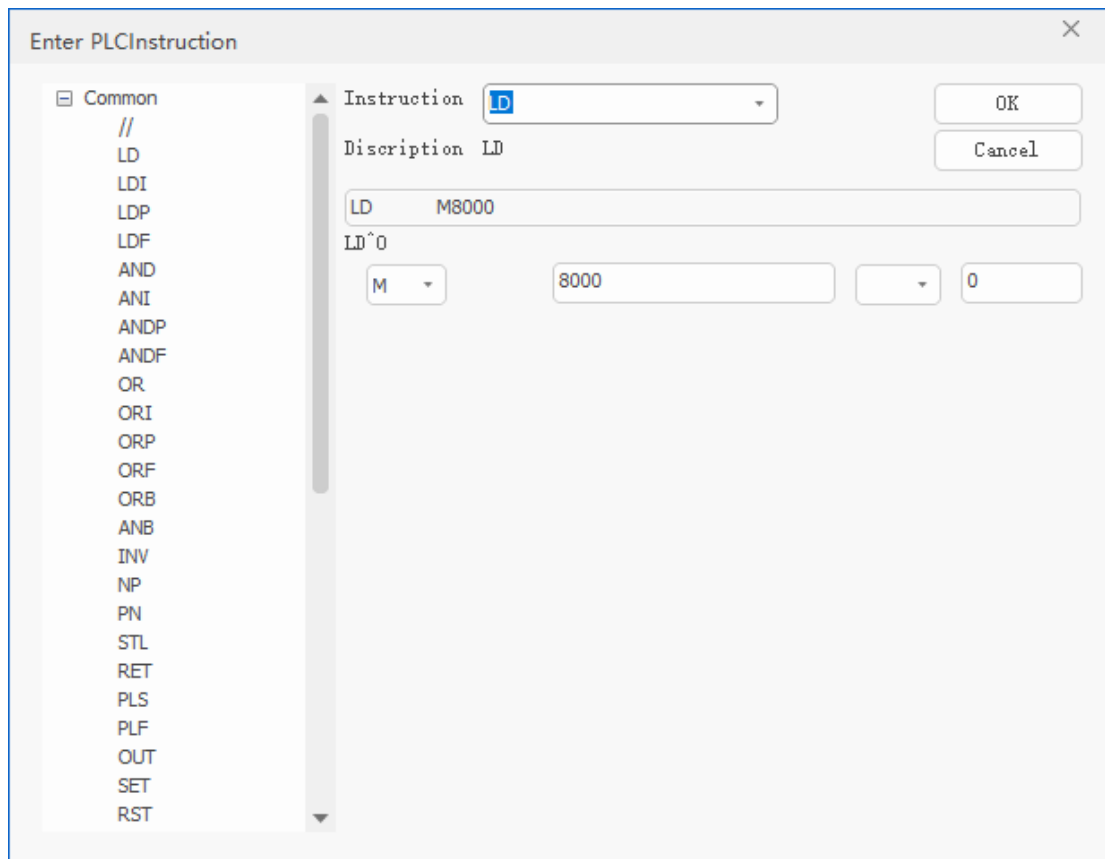 Enter PLCInstruction
Common
//
LD
LDI
LDP
LDF
AND
ANI
ANDP
ANDF
OR
ORI
ORP
ORF
ORB
ANB
INV
NP
PN
STL
RET
PLS
PLF
OUT
SET
RST
Instruction LD
OK
Discription LD
Cancel
LD M8000
LD^O
M 8000 0